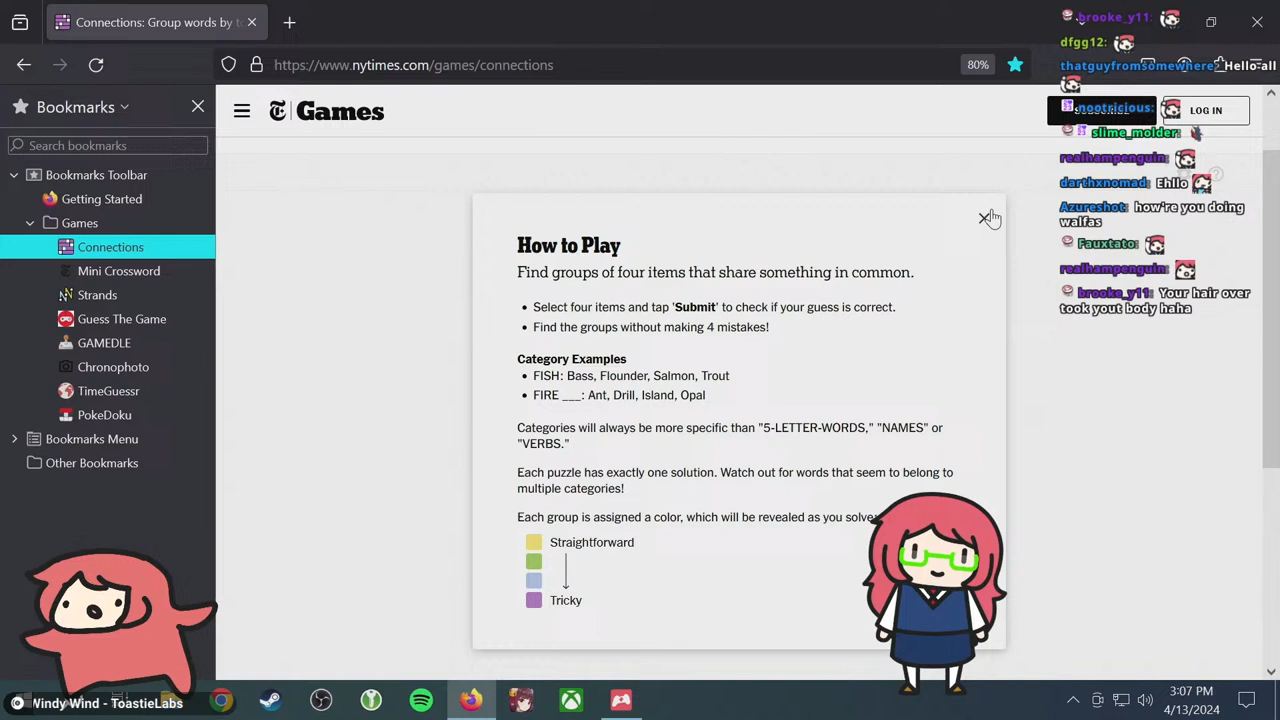 Connections: Group words by t
https://www.nytimes.com/games/connections
80%
Bookmarks
Search bookmarks
Bookmarks Toolbar
Getting Started
Games
Connections
Mini Crossword
Strands
Guess The Game
GAMEDLE
Chronophoto
TimeGuessr
PokeDoku
Bookmarks Menu
Other Bookmarks
T Games
LOG IN
How to Play
Find groups of four items that share something in common.
• Select four items and tap 'Submit' to check if your guess is correct.
• Find the groups without making 4 mistakes!
Category Examples
• FISH: Bass, Flounder, Salmon, Trout
• FIRE ___: Ant, Drill, Island, Opal
Categories will always be more specific than "5-LETTER-WORDS," "NAMES" or
"VERBS."
Each puzzle has exactly one solution. Watch out for words that seem to belong to
multiple categories!
Each group is assigned a color, which will be revealed as you solve
Straightforward
Tricky
brooke_y11:
dfgg12:
thatguyfromsomewhere: Hello all
nootricious:
slime_molder:
realhampenguin:
darthxnomad: Ehllo
Azureshot: how're you doing
walfas
Fauxtato:
realhampenguin:
brooke_y11: Your hair over
took yout body haha
Windy Wind - ToastieLabs
3:07 PM
4/13/2024